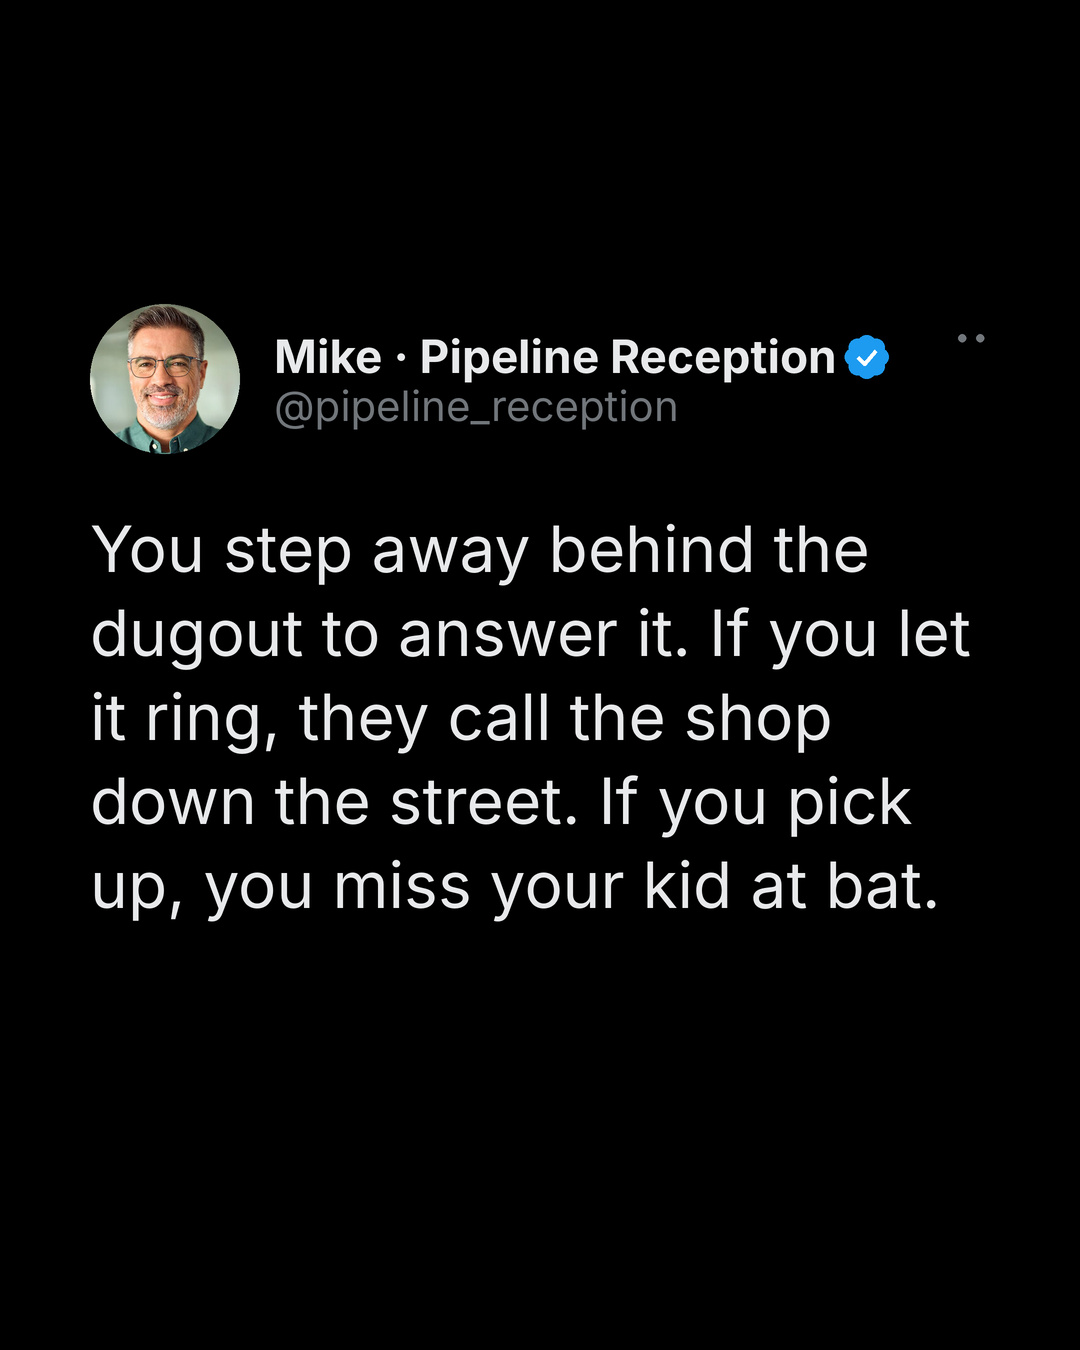 Mike · Pipeline Reception
@pipeline_reception
You step away behind the
dugout to answer it. If you let
it ring, they call the shop
down the street. If you pick
up, you miss your kid at bat.